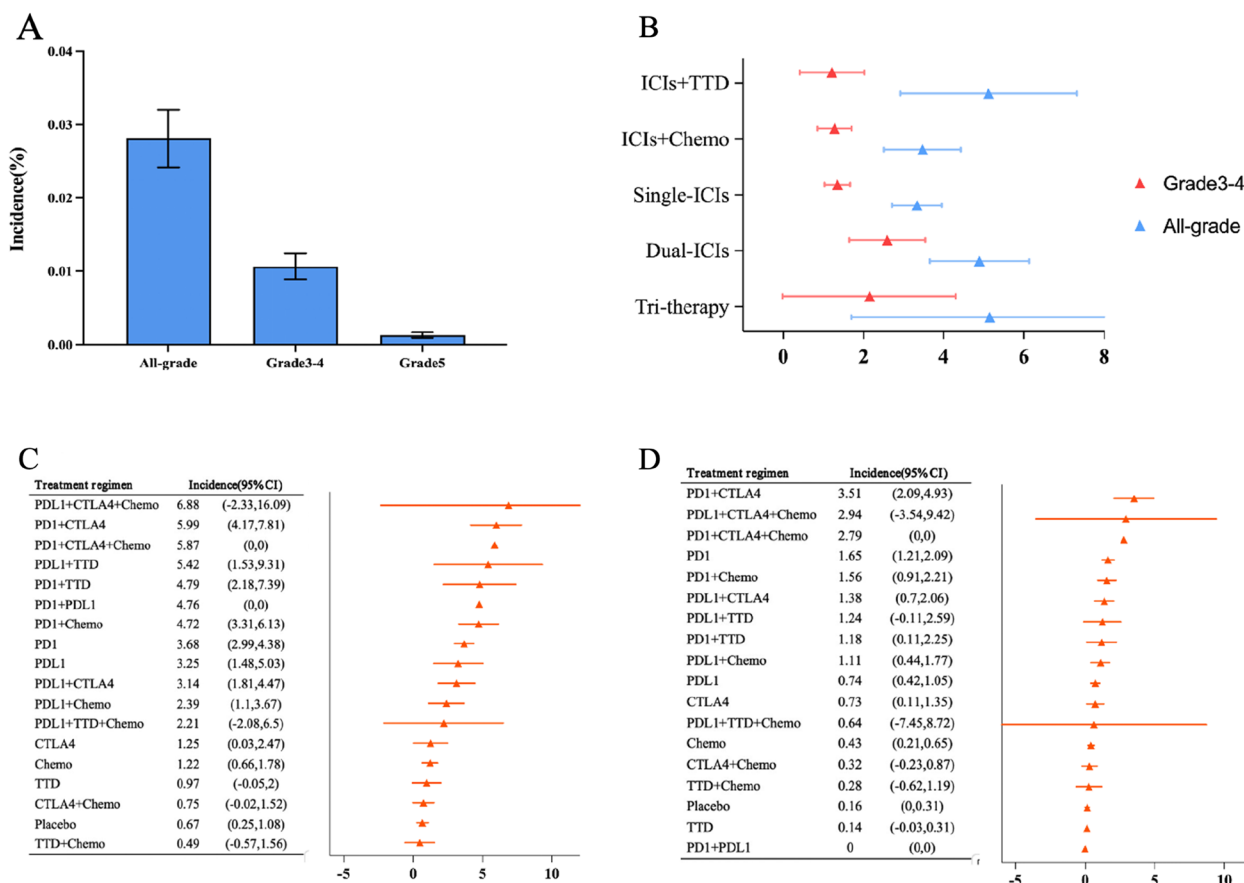 A
Incidence(%)
0.04
0.03
0.02
0.01
0.00
All-grade Grade3-4 Grade5
B
ICIs+TTD
ICIs+Chemo
Single-ICIs
Dual-ICIs
Tri-therapy
0 2 4 6 8
Grade3-4
All-grade
C
Treatment regimen Incidence(95%CI)
PDL1+CTLA4+Chemo 6.88 (-2.33,16.09)
PD1+CTLA4 5.99 (4.17,7.81)
PD1+CTLA4+Chemo 5.87 (0,0)
PDL1+TTD 5.42 (1.53,9.31)
PD1+TTD 4.79 (2.18,7.39)
PD1+PDL1 4.76 (0,0)
PD1+Chemo 4.72 (3.31,6.13)
PD1 3.68 (2.99,4.38)
PDL1 3.25 (1.48,5.03)
PDL1+CTLA4 3.14 (1.81,4.47)
PDL1+Chemo 2.39 (1.1,3.67)
PDL1+TTD+Chemo 2.21 (-2.08,6.5)
CTLA4 1.25 (0.03,2.47)
Chemo 1.22 (0.66,1.78)
TTD 0.97 (-0.05,2)
CTLA4+Chemo 0.75 (-0.02,1.52)
Placebo 0.67 (0.25,1.08)
TTD+Chemo 0.49 (-0.57,1.56)
-5 0 5 10
D
Treatment regimen Incidence(95%CI)
PD1+CTLA4 3.51 (2.09,4.93)
PDL1+CTLA4+Chemo 2.94 (-3.54,9.42)
PD1+CTLA4+Chemo 2.79 (0,0)
PD1 1.65 (1.21,2.09)
PD1+Chemo 1.56 (0.91,2.21)
PDL1+CTLA4 1.38 (0.7,2.06)
PDL1+TTD 1.24 (-0.11,2.59)
PD1+TTD 1.18 (0.11,2.25)
PDL1+Chemo 1.11 (0.44,1.77)
PDL1 0.74 (0.42,1.05)
CTLA4 0.73 (0.11,1.35)
PDL1+TTD+Chemo 0.64 (-7.45,8.72)
Chemo 0.43 (0.21,0.65)
CTLA4+Chemo 0.32 (-0.23,0.87)
TTD+Chemo 0.28 (-0.62,1.19)
Placebo 0.16 (0,0.31)
TTD 0.14 (-0.03,0.31)
PD1+PDL1 0 (0,0)
-5 0 5 10